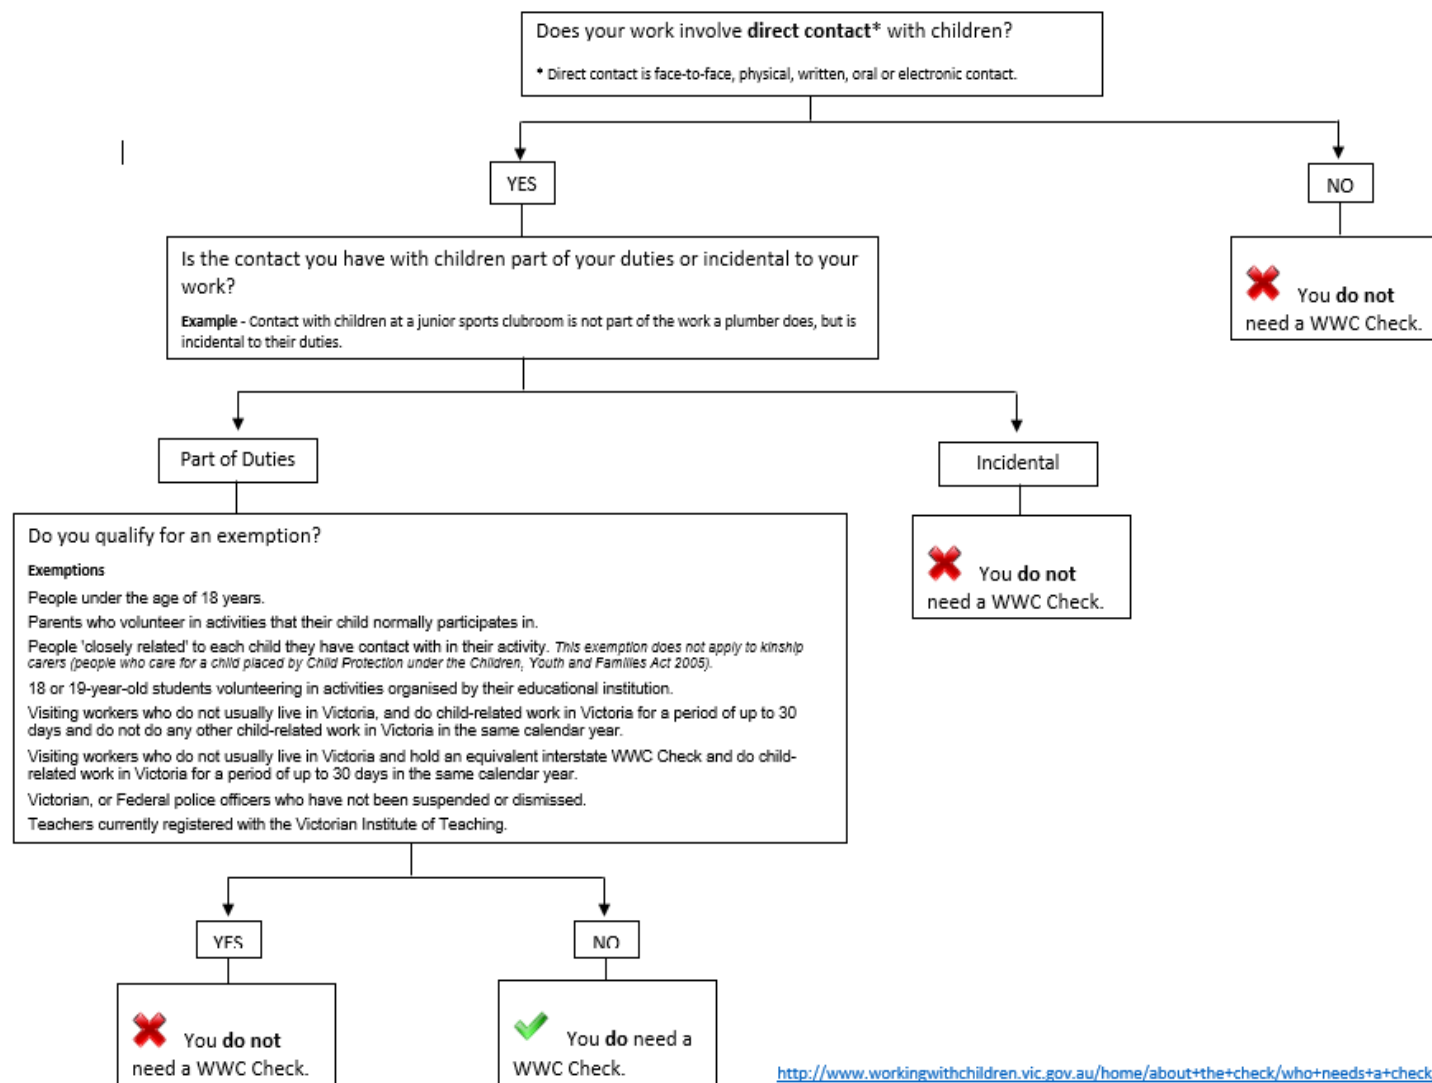 Does your work involve direct contact* with children?
* Direct contact is face-to-face, physical, written, oral or electronic contact.
YES
NO
Is the contact you have with children part of your duties or incidental to your
work?
Example - Contact with children at a junior sports clubroom is not part of the work a plumber does, but is
incidental to their duties.
You do not
need a WWC Check.
Part of Duties
Incidental
Do you qualify for an exemption?
Exemptions
People under the age of 18 years.
Parents who volunteer in activities that their child normally participates in.
People 'closely related' to each child they have contact with in their activity. This exemption does not apply to kinship
carers (people who care for a child placed by Child Protection under the Children, Youth and Families Act 2005).
18 or 19-year-old students volunteering in activities organised by their educational institution.
Visiting workers who do not usually live in Victoria, and do child-related work in Victoria for a period of up to 30
days and do not do any other child-related work in Victoria in the same calendar year.
Visiting workers who do not usually live in Victoria and hold an equivalent interstate WWC Check and do child-
related work in Victoria for a period of up to 30 days in the same calendar year.
Victorian, or Federal police officers who have not been suspended or dismissed.
Teachers currently registered with the Victorian Institute of Teaching.
You do not
need a WWC Check.
YES
NO
You do not
need a WWC Check.
You do need a
WWC Check.
http://www.workingwithchildren.vic.gov.au/home/about+the+check/who+needs+a+check